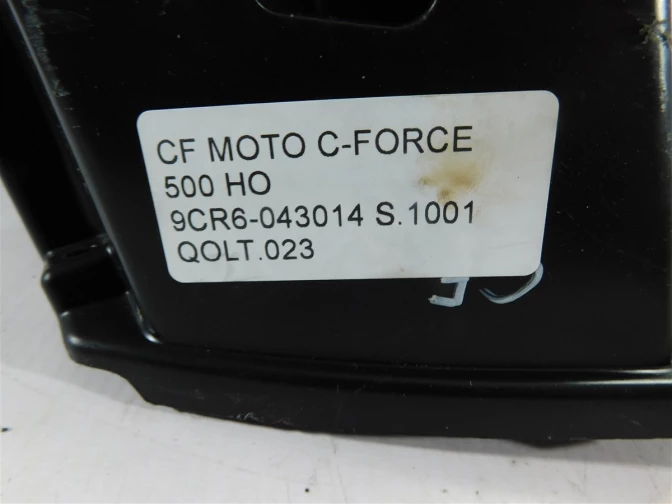 CF MOTO C-FORCE
500 HO
9CR6-043014 S.1001
QOLT.023